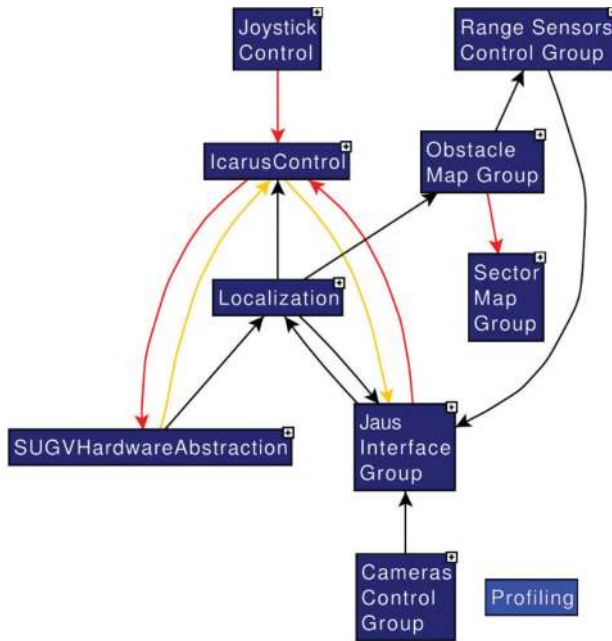 Joystick
Control
Range Sensors
Control Group
IcarusControl
Obstacle
Map Group
Localization
Sector
Map
Group
SUGVHardwareAbstraction
Jaus
Interface
Group
Cameras
Control
Group
Profiling